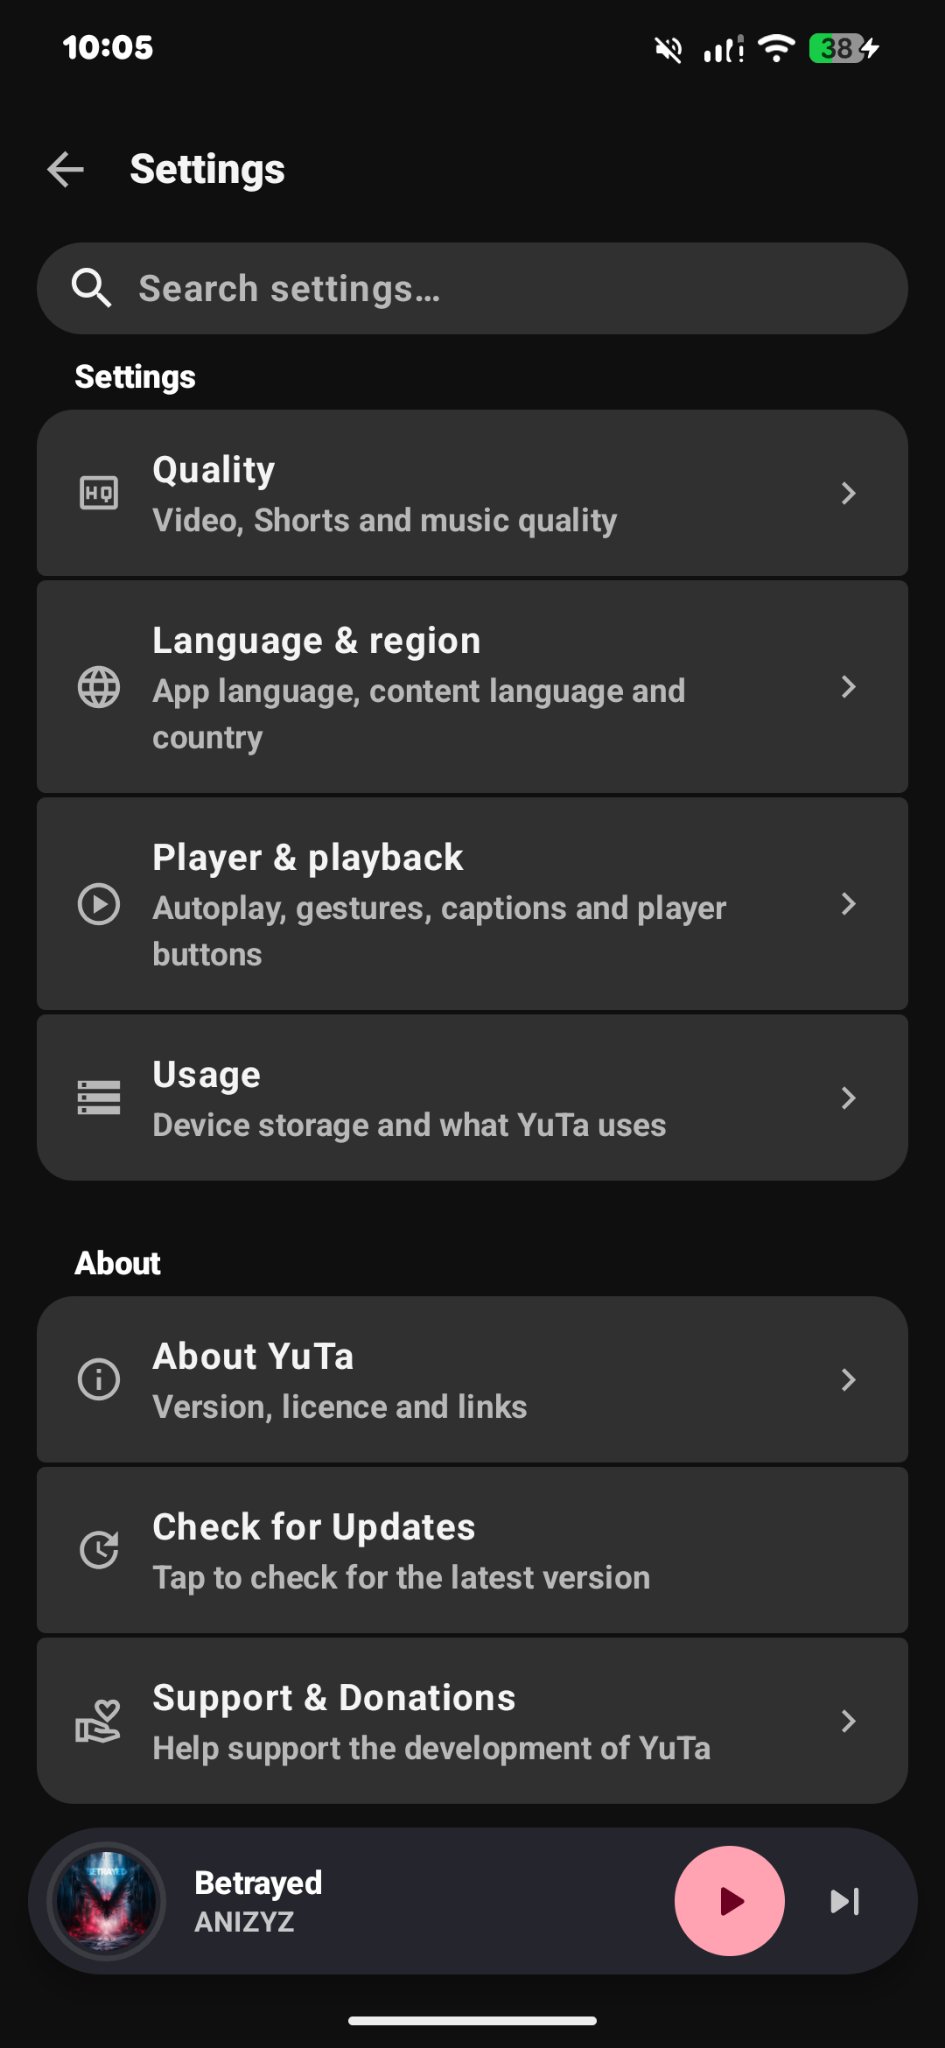 10:05
38
Settings
Search settings...
Settings
HQ
Quality
Video, Shorts and music quality
Language & region
App language, content language and
country
Player & playback
Autoplay, gestures, captions and player
buttons
Usage
Device storage and what YuTa uses
About
About YuTa
Version, licence and links
Check for Updates
Tap to check for the latest version
Support & Donations
Help support the development of YuTa
BETRAYED
Betrayed
ANIZYZ